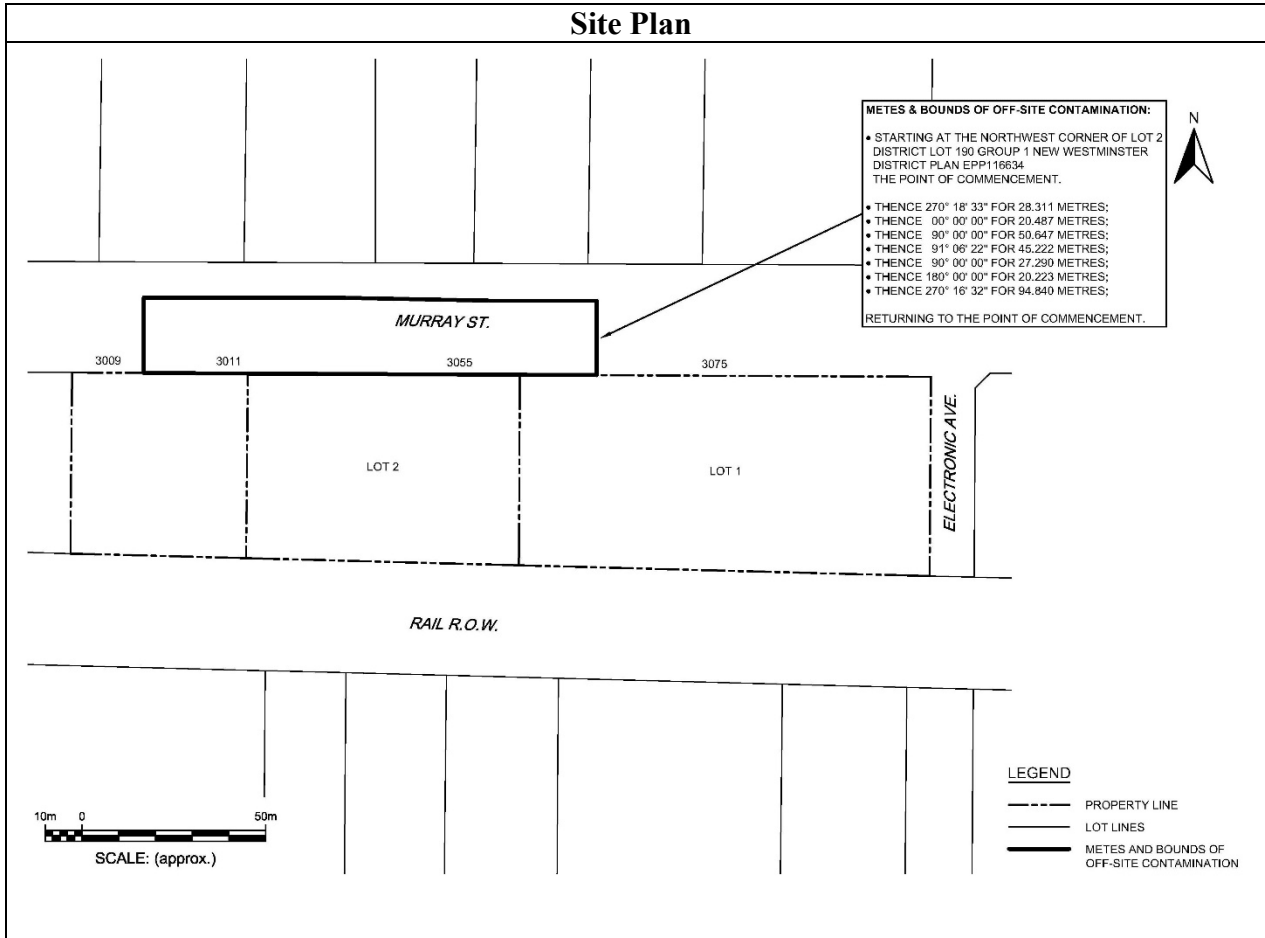 Site Plan
METES & BOUNDS OF OFF-SITE CONTAMINATION:
• STARTING AT THE NORTHWEST CORNER OF LOT 2
DISTRICT LOT 190 GROUP 1 NEW WESTMINSTER
DISTRICT PLAN EPP116634
THE POINT OF COMMENCEMENT.
• THENCE 270° 18' 33" FOR 28.311 METRES;
• THENCE 00° 00' 00" FOR 20.487 METRES;
• THENCE 90° 00' 00" FOR 50.647 METRES;
• THENCE 91° 06' 22" FOR 45.222 METRES;
• THENCE 90° 00' 00" FOR 27.290 METRES;
• THENCE 180° 00' 00" FOR 20.223 METRES;
• THENCE 270° 16' 32" FOR 94.840 METRES;
RETURNING TO THE POINT OF COMMENCEMENT.
N
MURRAY ST.
3009 3011 3055 3075
LOT 2
LOT 1
ELECTRONIC AVE.
RAIL R.O.W.
10m 0 50m
SCALE: (approx.)
LEGEND
PROPERTY LINE
LOT LINES
METES AND BOUNDS OF
OFF-SITE CONTAMINATION